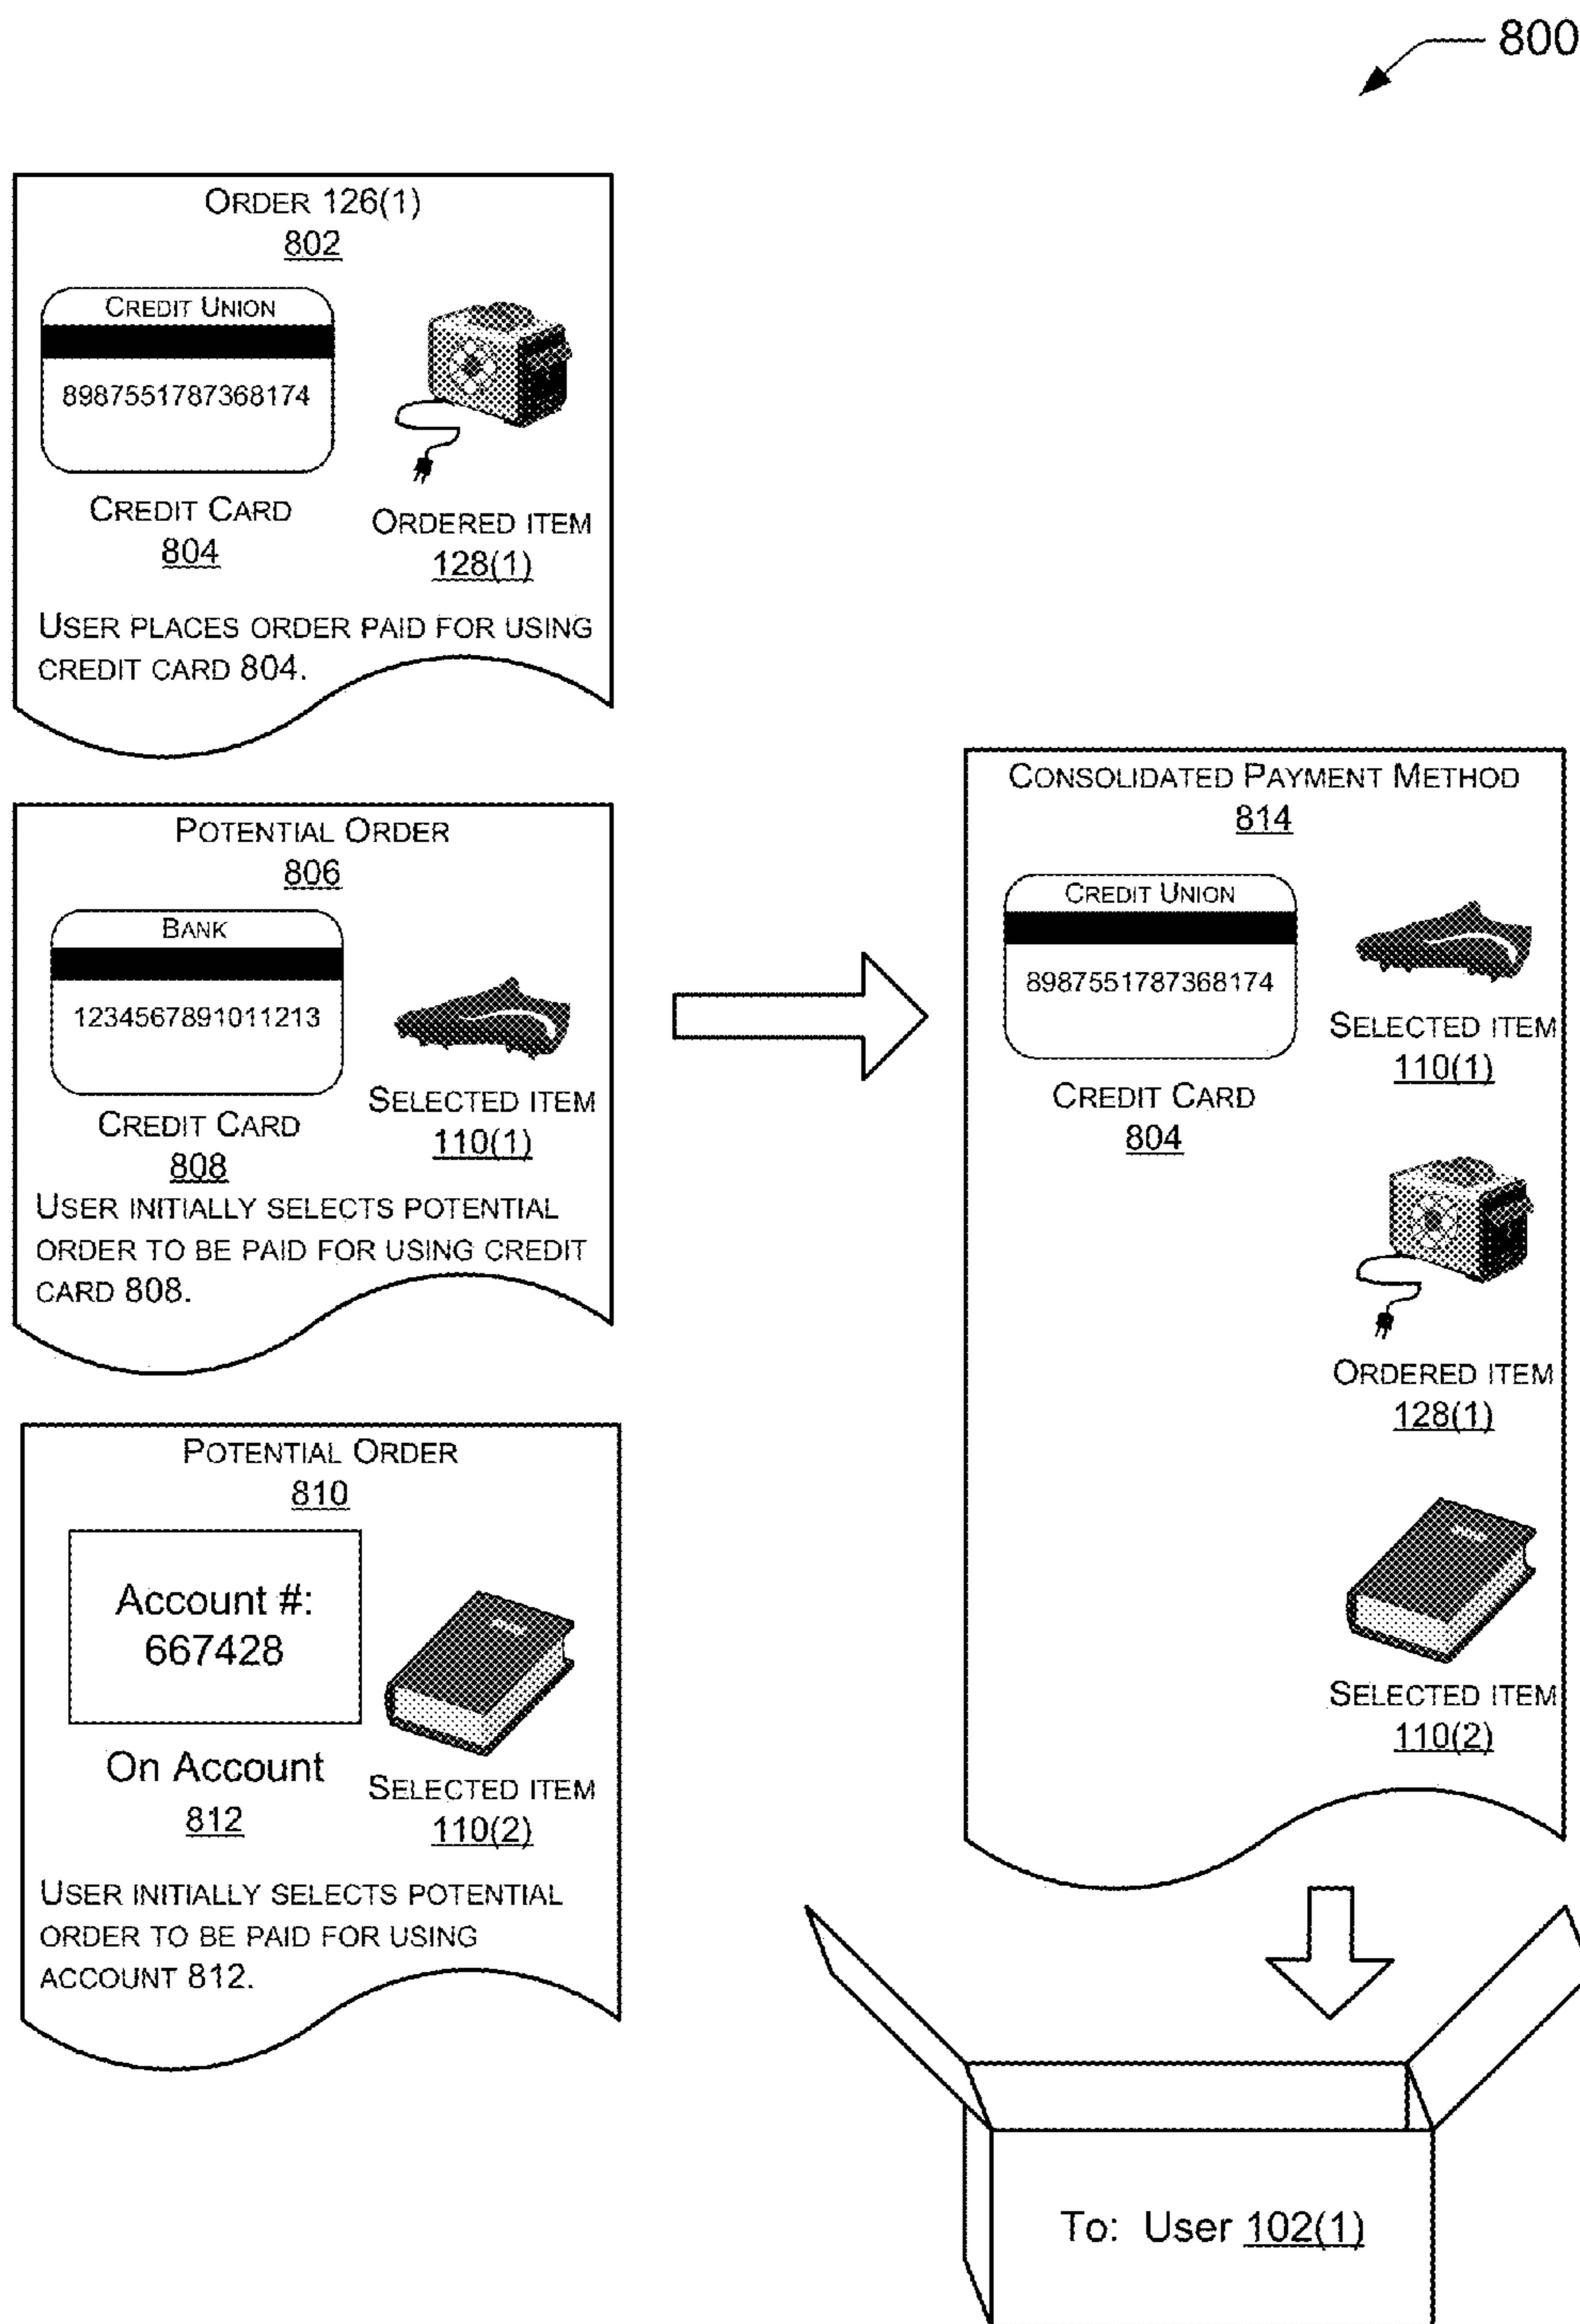 800
ORDER 126(1)
802
CREDIT UNION
8987551787368174
CREDIT CARD
804
ORDERED ITEM
128(1)
USER PLACES ORDER PAID FOR USING
CREDIT CARD 804.
POTENTIAL ORDER
806
BANK
1234567891011213
CREDIT CARD
808
SELECTED ITEM
110(1)
USER INITIALLY SELECTS POTENTIAL
ORDER TO BE PAID FOR USING CREDIT
CARD 808.
POTENTIAL ORDER
810
Account #:
667428
On Account
812
SELECTED ITEM
110(2)
USER INITIALLY SELECTS POTENTIAL
ORDER TO BE PAID FOR USING
ACCOUNT 812.
CONSOLIDATED PAYMENT METHOD
814
CREDIT UNION
8987551787368174
CREDIT CARD
804
SELECTED ITEM
110(1)
ORDERED ITEM
128(1)
SELECTED ITEM
110(2)
To: User 102(1)